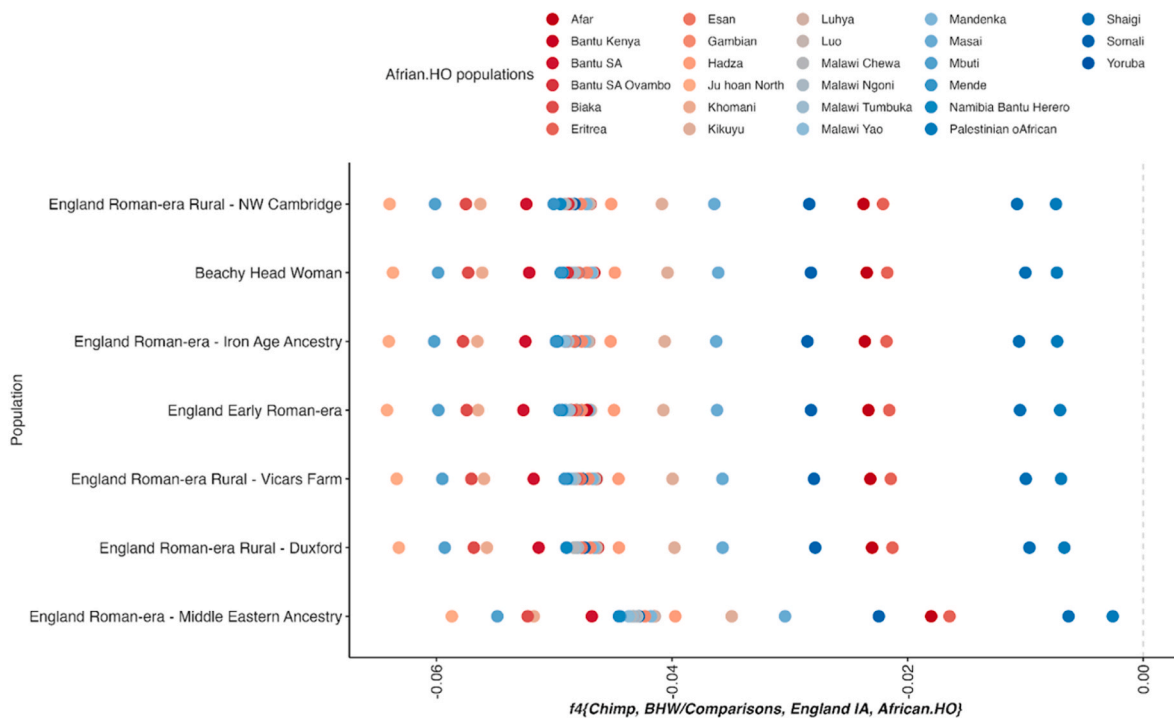 Afrian.HO populations
Afar
Bantu Kenya
Bantu SA
Bantu SA Ovambo
Biaka
Eritrea
Esan
Gambian
Hadza
Ju hoan North
Khomani
Kikuyu
Luhya
Luo
Malawi Chewa
Malawi Ngoni
Malawi Tumbuka
Malawi Yao
Mandenka
Masai
Mbuti
Mende
Namibia Bantu Herero
Palestinian oAfrican
Shaigi
Somali
Yoruba
Population
England Roman-era Rural - NW Cambridge
Beachy Head Woman
England Roman-era - Iron Age Ancestry
England Early Roman-era
England Roman-era Rural - Vicars Farm
England Roman-era Rural - Duxford
England Roman-era - Middle Eastern Ancestry
-0.06
-0.04
-0.02
0.00
f4{Chimp, BHW/Comparisons, England IA, African.HO}